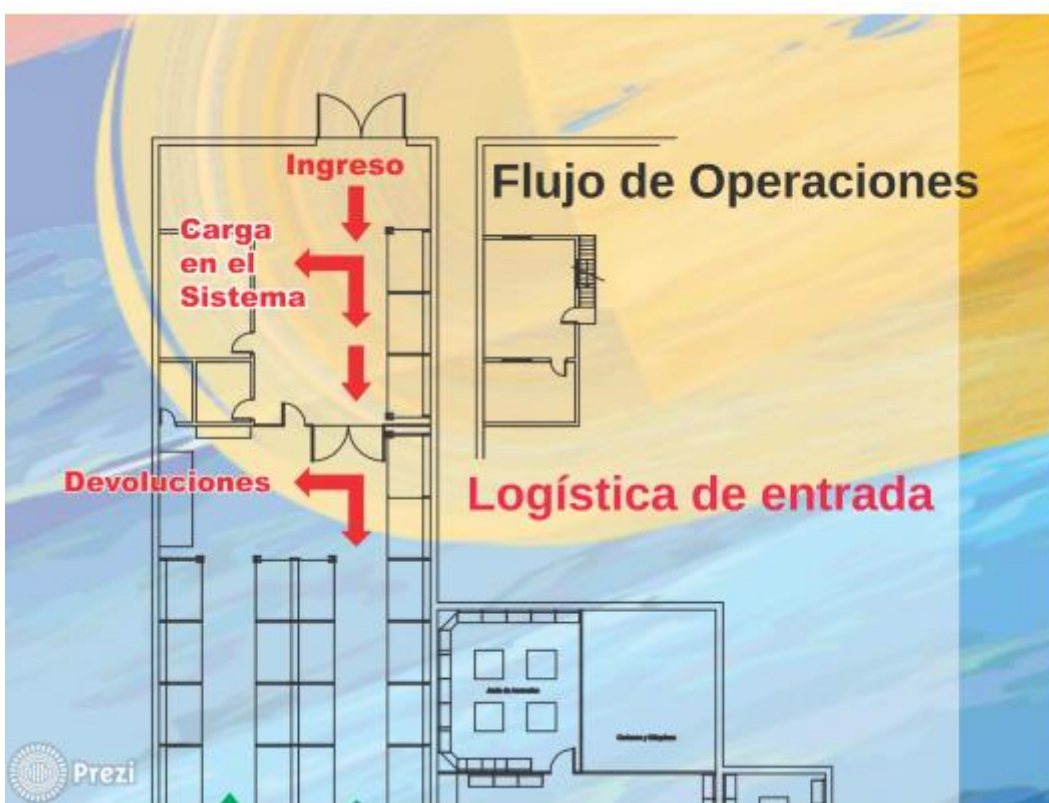 Ingreso
Flujo de Operaciones
Carga
en el
Sistema
Devoluciones
Logística de entrada
Prezi